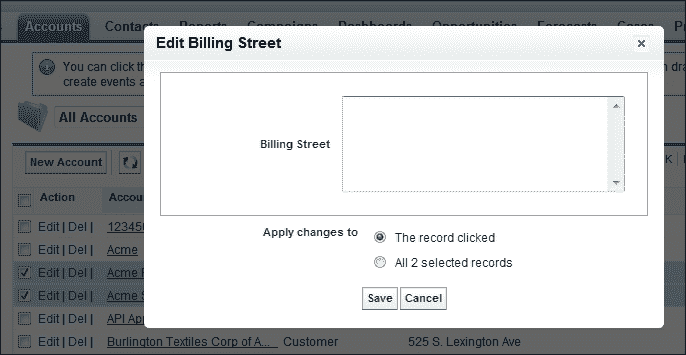 Accounts Contacts Reports Campaigns Dashboards Opportunities Forecasts Cases
Edit Billing Street
You can click th
create events a
All Accounts
Billing Street
New Account
Action Accou
Apply changes to The record clicked
Edit | Del | 12345
Edit | Del | Acme
All 2 selected records
Edit | Del | Acme
Edit | Del | Acme
Save Cancel
Edit | Del | API App
Edit | Del | Burlington Textiles Corp of A... Customer 525 S. Lexington Ave